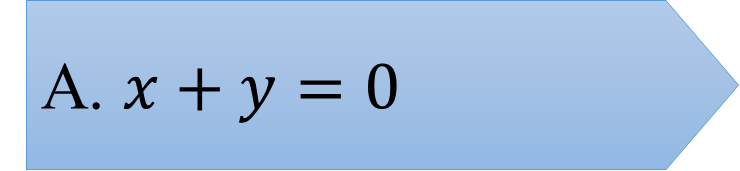 A. x + y = 0